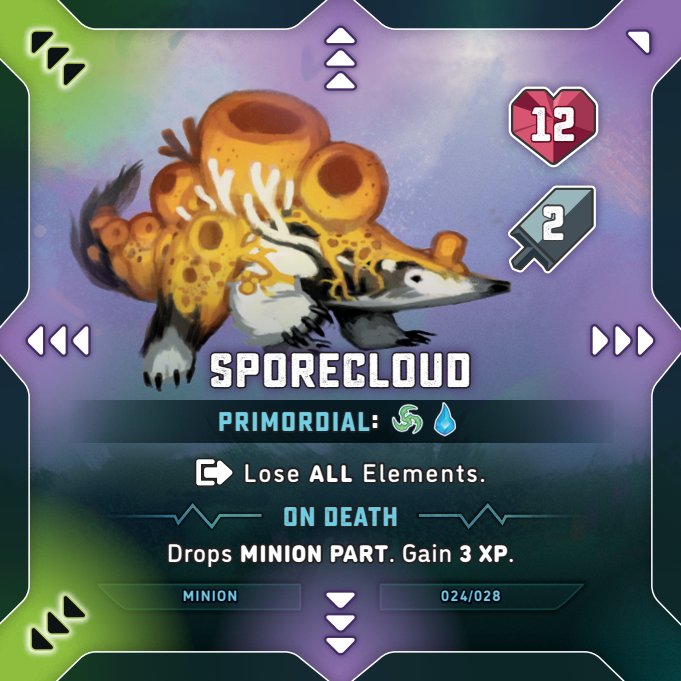 12
2
SPORECLOUD
PRIMORDIAL:
Lose ALL Elements.
ON DEATH
Drops MINION PART. Gain 3 XP.
MINION
024/028